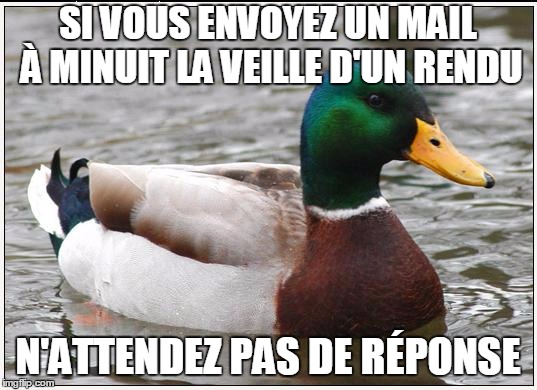 SI VOUS ENVOYEZ UN MAIL
À MINUIT LA VEILLE D'UN RENDU
N'ATTENDEZ PAS DE RÉPONSE
imgflip.com